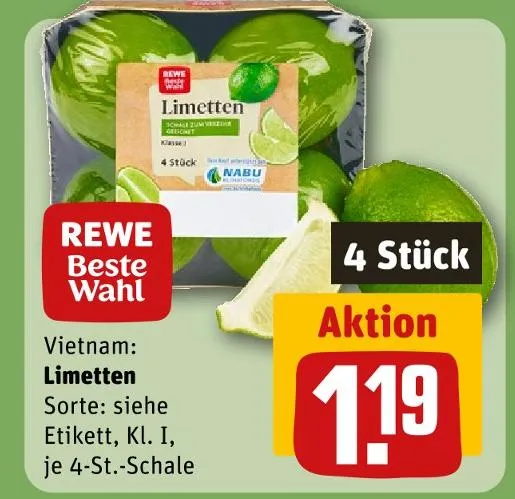 REWE
Beste
Wahl
Limetten
SCHALE ZUM VERZEHR
GEEIGNET
Klasse I
4 Stück
NABU
KLIMAFONDS
4 Stück
REWE
Beste
Wahl
Aktion
1.19
Vietnam:
Limetten
Sorte: siehe
Etikett, Kl. I,
je 4-St.-Schale